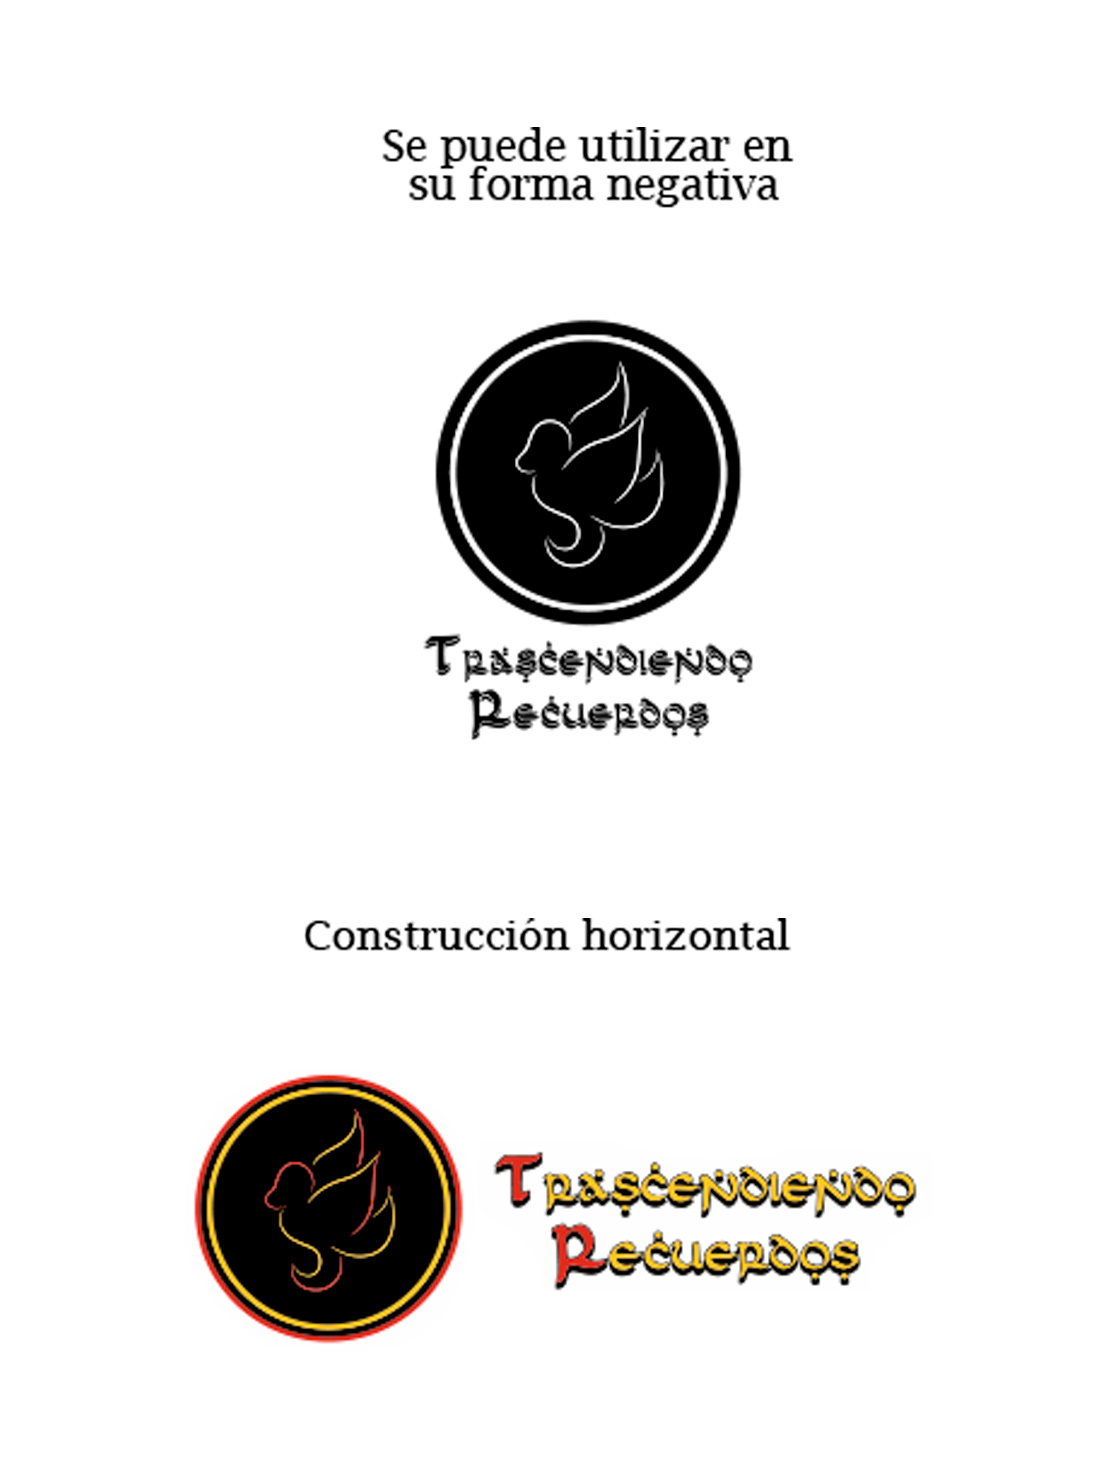 Se puede utilizar en
su forma negativa
Trascendiendo
Recuerdos
Construcción horizontal
Trascendiendo
Recuerdos